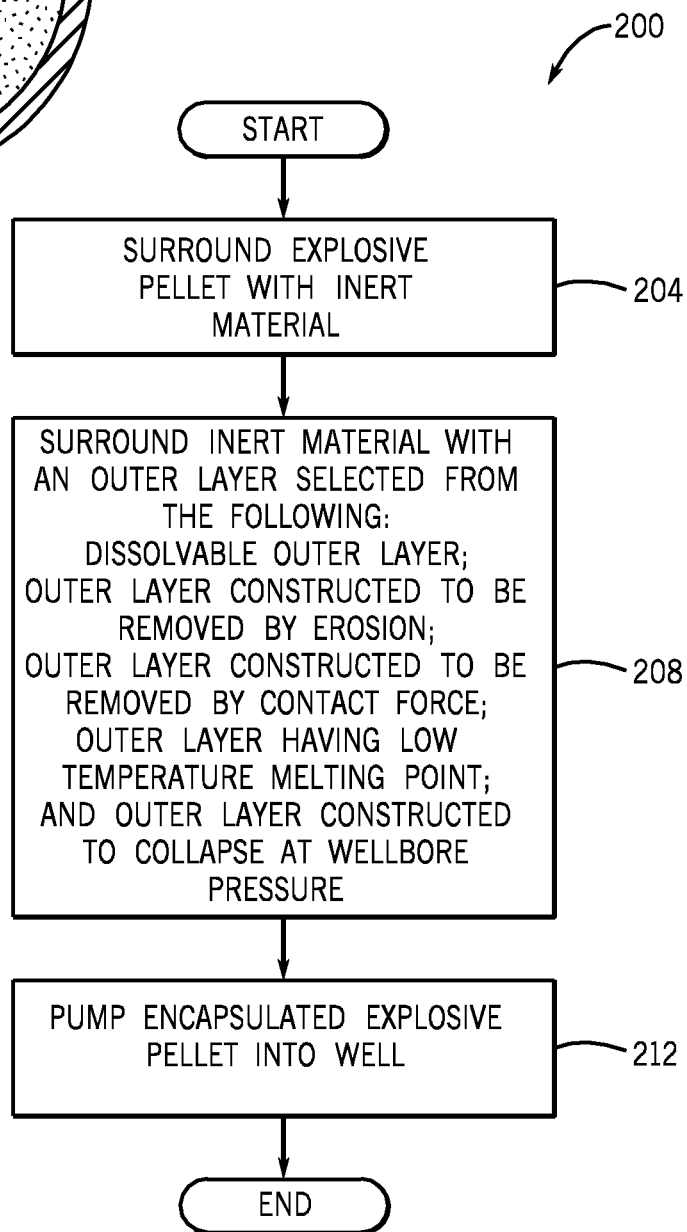 200
START
SURROUND EXPLOSIVE
PELLET WITH INERT
MATERIAL
204
SURROUND INERT MATERIAL WITH
AN OUTER LAYER SELECTED FROM
THE FOLLOWING:
DISSOLVABLE OUTER LAYER;
OUTER LAYER CONSTRUCTED TO BE
REMOVED BY EROSION;
OUTER LAYER CONSTRUCTED TO BE
REMOVED BY CONTACT FORCE;
OUTER LAYER HAVING LOW
TEMPERATURE MELTING POINT;
AND OUTER LAYER CONSTRUCTED
TO COLLAPSE AT WELLBORE
PRESSURE
208
PUMP ENCAPSULATED EXPLOSIVE
PELLET INTO WELL
212
END